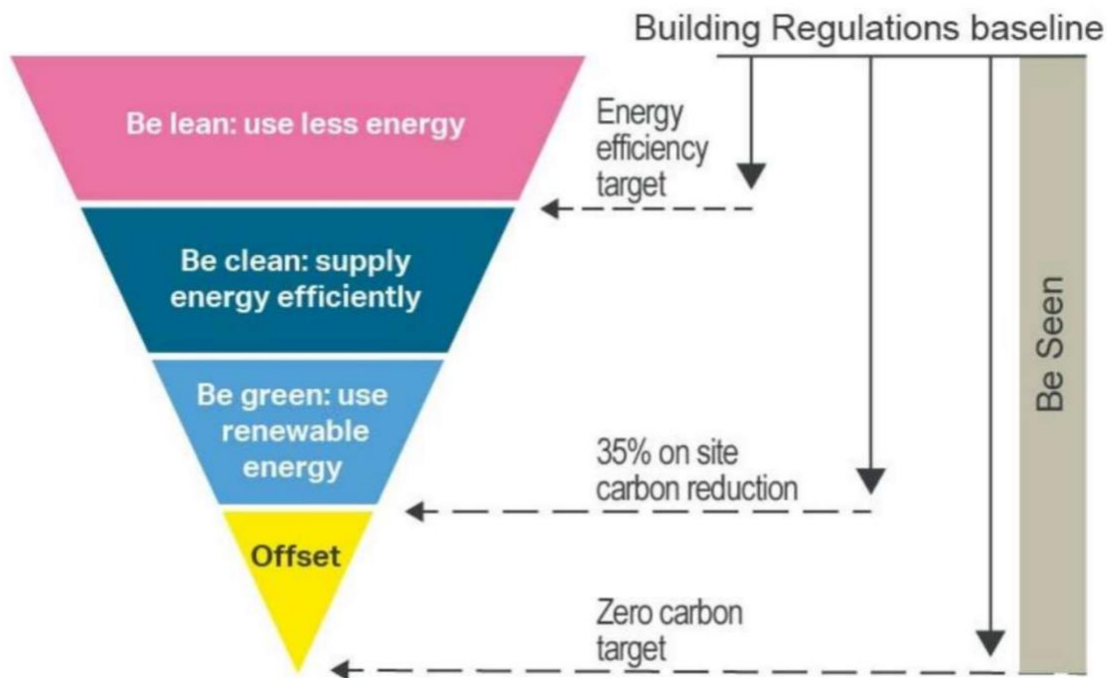 Building Regulations baseline
Be lean: use less energy
Energy
efficiency
target
Be clean: supply
energy efficiently
Be green: use
renewable
energy
35% on site
carbon reduction
Offset
Zero carbon
target
Be Seen